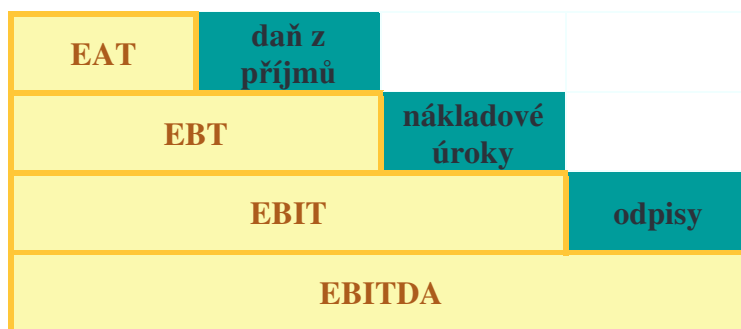 EAT
daň z
příjmů
EBT
nákladové
úroky
EBIT
odpisy
EBITDA